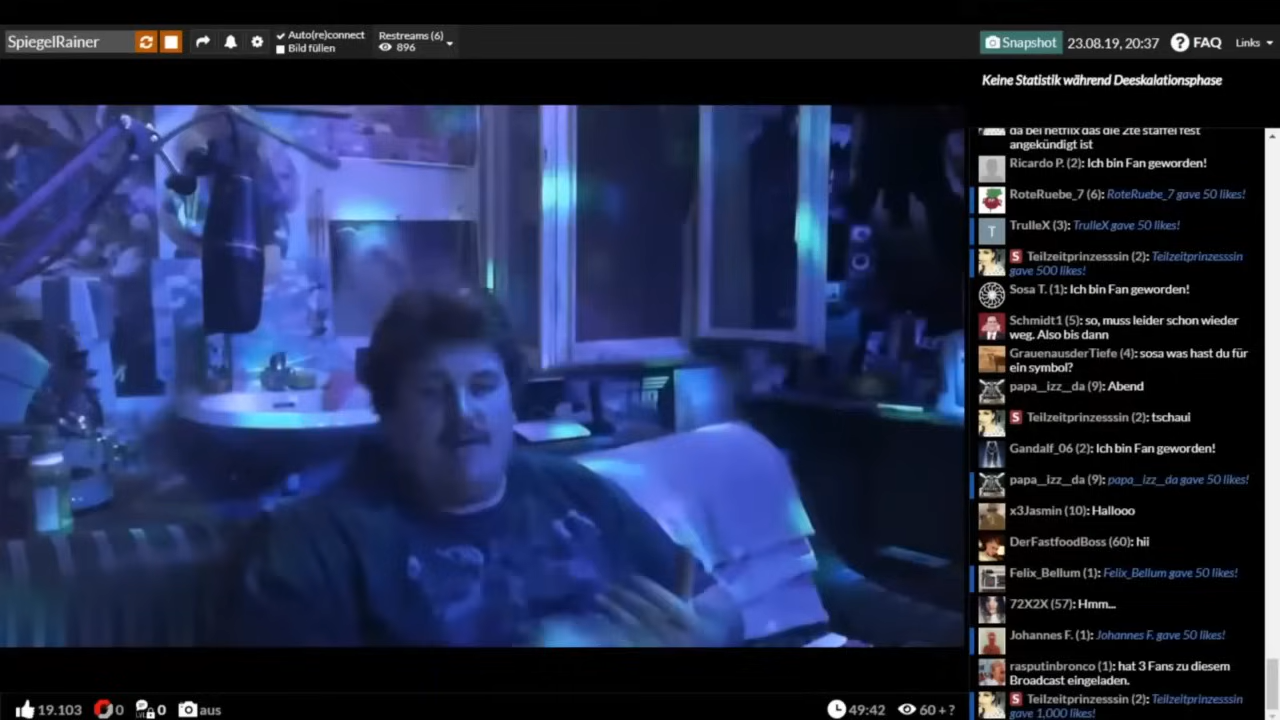 SpiegelRainer
Auto(re)connect
Bild füllen
Restreams (6)
896
Snapshot
23.08.19, 20:37
? FAQ
Links
Keine Statistik während Deeskalationsphase
da bei netflix das die 2te staffel fest
angekündigt ist
Ricardo P. (2): Ich bin Fan geworden!
RoteRuebe_7 (6): RoteRuebe_7 gave 50 likes!
T
TrulleX (3): TrulleX gave 50 likes!
S Teilzeitprinzesssin (2): Teilzeitprinzesssin
gave 500 likes!
Sosa T. (1): Ich bin Fan geworden!
Schmidt1 (5): so, muss leider schon wieder
weg. Also bis dann
GrauenausderTiefe (4): sosa was hast du für
ein symbol?
papa_izz_da (9): Abend
S Teilzeitprinzesssin (2): tschaui
Gandalf_06 (2): Ich bin Fan geworden!
papa_izz_da (9): papa_izz_da gave 50 likes!
x3Jasmin (10): Hallooo
DerFastfoodBoss (60): hii
Felix_Bellum (1): Felix_Bellum gave 50 likes!
72X2X (57): Hmm...
Johannes F. (1): Johannes F. gave 50 likes!
rasputinbronco (1): hat 3 Fans zu diesem
Broadcast eingeladen.
S Teilzeitprinzesssin (2): Teilzeitprinzesssin
gave 1,000 likes!
19.103
0
0
aus
49:42
60 + ?